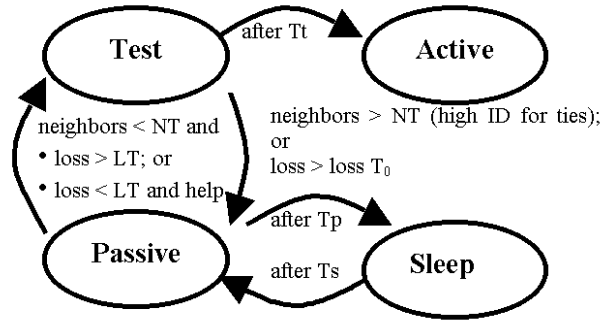 Test
after Tt
Active
neighbors < NT and
• loss > LT; or
• loss < LT and help
neighbors > NT (high ID for ties);
or
loss > loss T₀
Passive
after Tp
after Ts
Sleep